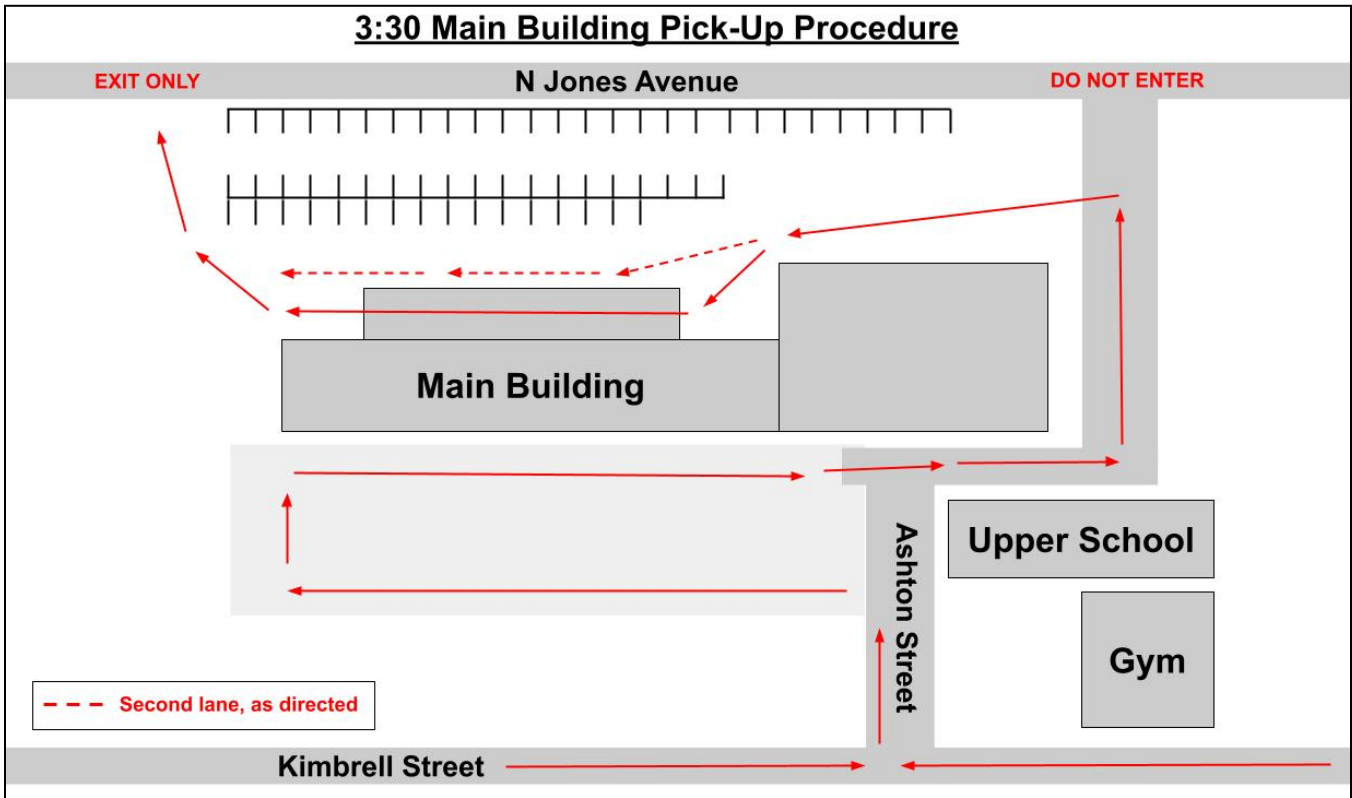 3:30 Main Building Pick-Up Procedure
EXIT ONLY
N Jones Avenue
DO NOT ENTER
Main Building
Ashton Street
Upper School
Gym
Second lane, as directed
Kimbrell Street